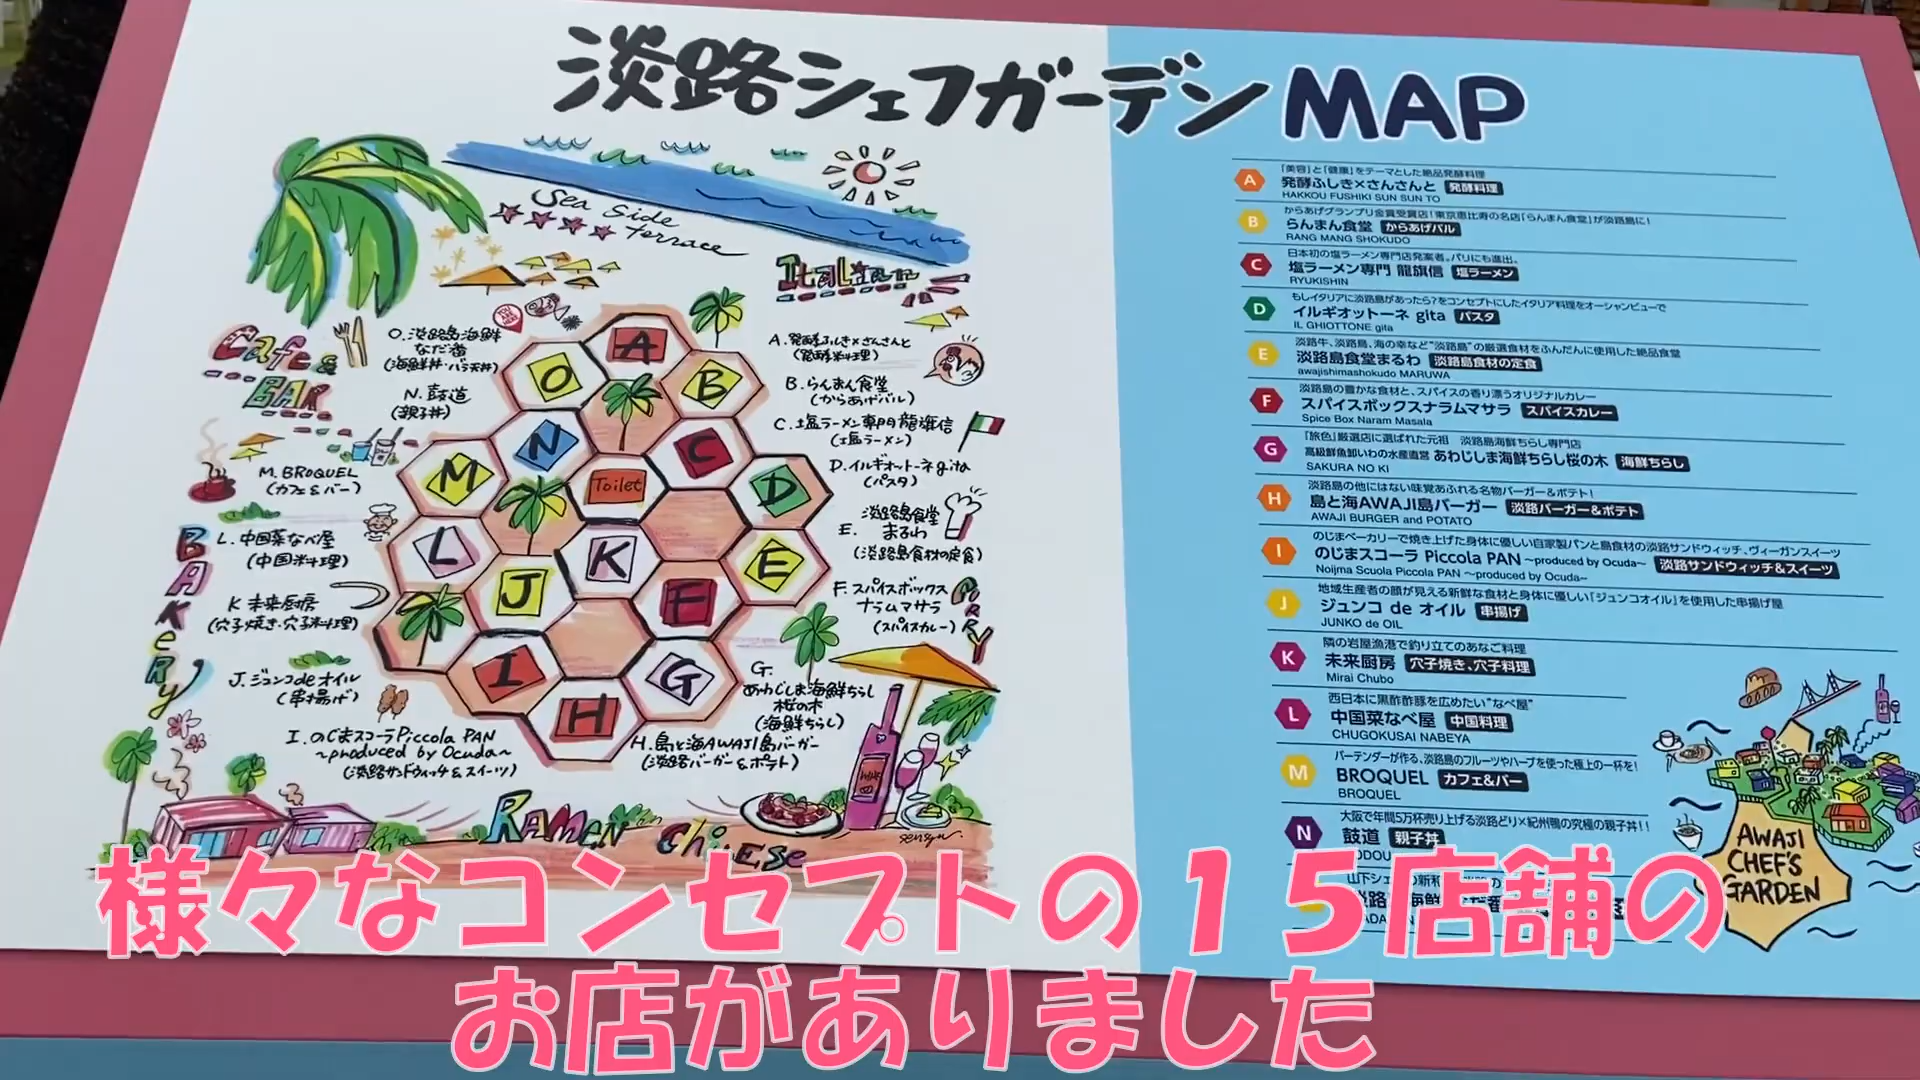 淡路シェフガーデンMAP
Sea Side terrace
Italian
Cafe & BAR
O.淡路島海鮮
なだ番
(海鮮丼・バラ天丼)
N.鼓道
(親子丼)
M.BROQUEL
(カフェ&バー)
BAKERY
L.中国菜なべ屋
(中国料理)
K 未来厨房
(穴子焼き・穴子料理)
J.ジュンコdeオイル
(串揚げ)
I.のじまスコーラPiccola PAN
~produced by Ocuda~
(淡路サンドウィッチ&スイーツ)
A
O
B
N
C
M
Toilet
D
L
K
E
J
F
I
G
H
A.発酵ふしき×さんさんと
(発酵料理)
B.らんまん食堂
(からあげバル)
C.塩ラーメン専門龍旗信
(塩ラーメン)
D.イルギオットーネgita
(パスタ)
E.淡路島食堂
まるわ
(淡路島食材の定食)
F.スパイスボックス
ナラムマサラ
(スパイスカレー)
G.
あわじしま海鮮ちらし
桜の木
(海鮮ちらし)
H.島と海AWAJI島バーガー
(淡路バーガー&ポテト)
RAMEN ChEESe
A 「美容」と「健康」をテーマとした絶品発酵料理
発酵ふしき×さんさんと 発酵料理
HAKKOU FUSHIKI SUN SUN TO
B からあげグランプリ金賞受賞店!東京恵比寿の名店「らんまん食堂」が淡路島に!
らんまん食堂 からあげバル
RANG MANG SHOKUDO
C 日本初の塩ラーメン専門店発案者。パリにも進出。
塩ラーメン専門 龍旗信 塩ラーメン
RYUKISHIN
D もしイタリアに淡路島があったら?をコンセプトにしたイタリア料理をオーシャンビューで
イルギオットーネ gita パスタ
IL GHIOTTONE gita
E 淡路牛、淡路島、海の幸など"淡路島"の厳選食材をふんだんに使用した絶品食堂
淡路島食堂まるわ 淡路島食材の定食
awajishimashokudo MARUWA
F 淡路島の豊かな食材と、スパイスの香り漂うオリジナルカレー
スパイスボックスナラムマサラ スパイスカレー
Spice Box Naram Masala
G 『旅色』厳選店に選ばれた元祖 淡路島海鮮ちらし専門店
高級鮮魚卸いわの水産直営 あわじしま海鮮ちらし桜の木 海鮮ちらし
SAKURA NO KI
H 淡路島の他にはない味覚あふれる名物バーガー&ポテト!
島と海AWAJI島バーガー 淡路バーガー&ポテト
AWAJI BURGER and POTATO
I のじまベーカリーで焼き上げた身体に優しい自家製パンと島食材の淡路サンドウィッチ、ヴィーガンスイーツ
のじまスコーラ Piccola PAN ~produced by Ocuda~ 淡路サンドウィッチ&スイーツ
Noijma Scuola Piccola PAN ~produced by Ocuda~
J 地域生産者の顔が見える新鮮な食材と身体に優しい『ジュンコオイル』を使用した串揚げ屋
ジュンコ de オイル 串揚げ
JUNKO de OIL
K 隣の岩屋漁港で釣り立てのあなご料理
未来厨房 穴子焼き、穴子料理
Mirai Chubo
L 西日本に黒酢酢豚を広めたい"なべ屋"
中国菜なべ屋 中国料理
CHUGOKUSAI NABEYA
M バーテンダーが作る、淡路島のフルーツやハーブを使った極上の一杯を!
BROQUEL カフェ&バー
BROQUEL
N 大阪で年間5万杯売り上げる淡路どり×紀州鴨の究極の親子丼!!
鼓道 親子丼
AWAJI
CHEF'S
GARDEN
様々なコンセプトの15店舗の
お店がありました